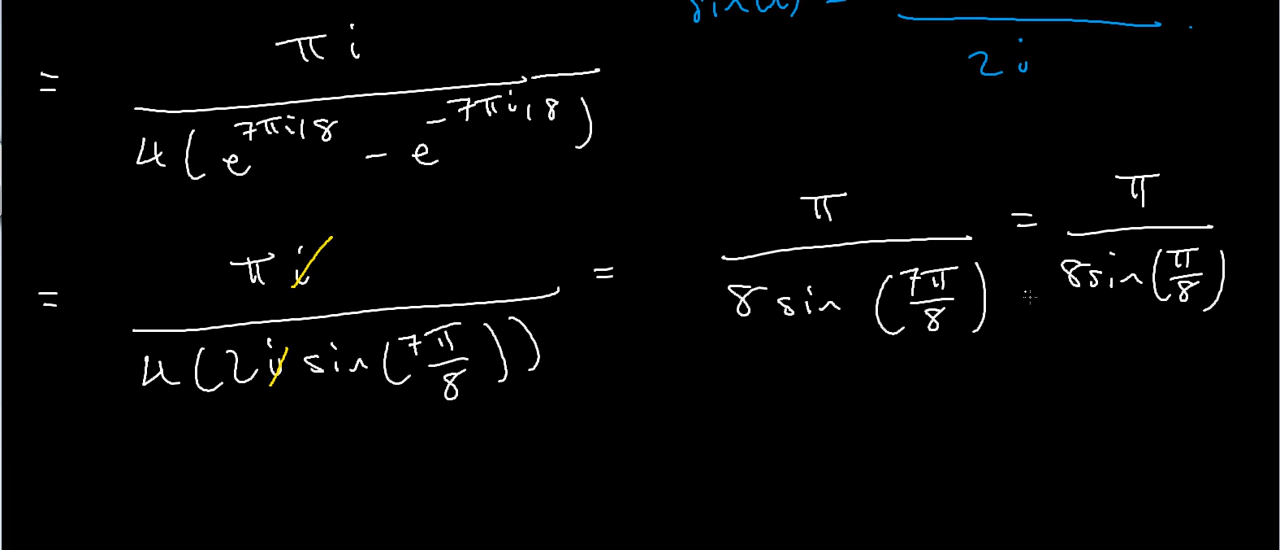 sin(x) =
2i
= πi
4(e^{7πi/8} - e^{-7πi/8})
= πi
4(2i sin(7π/8))
= π
8 sin(7π/8)
= π
8 sin(π/8)